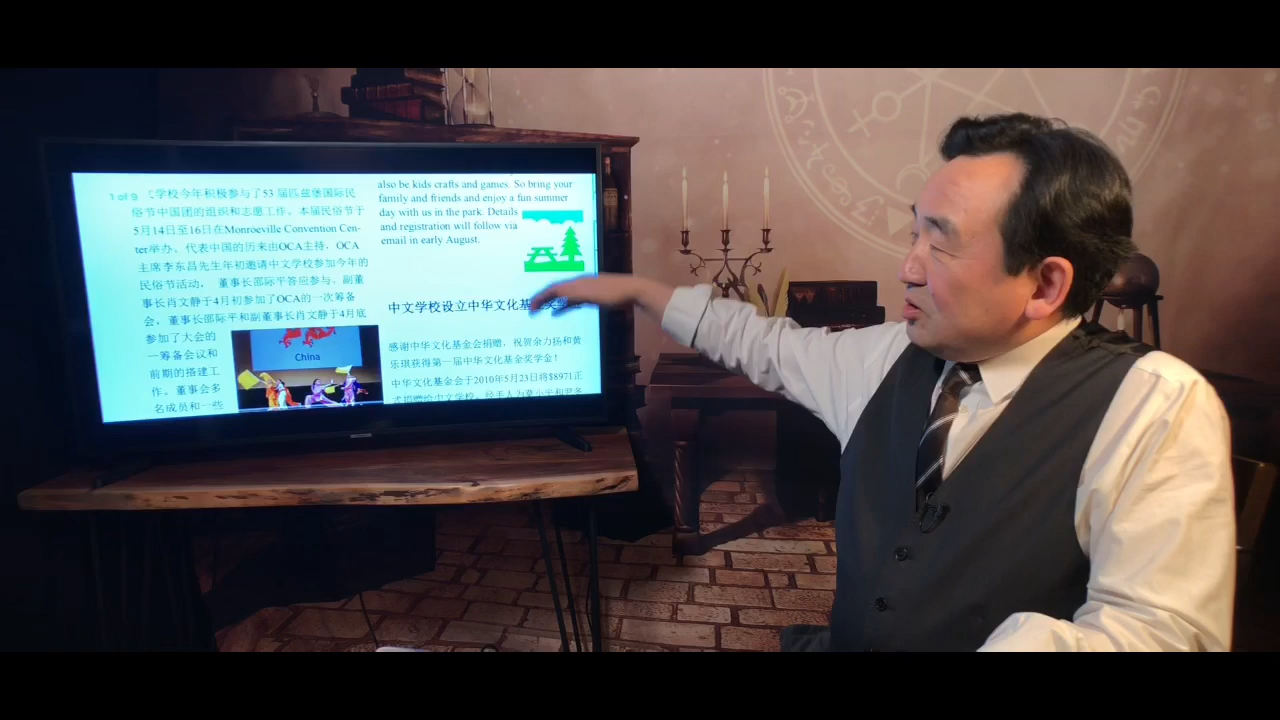 1 of 9
学校今年积极参与了53 届匹兹堡国际民
俗节中国团的组织和志愿工作。本届民俗节于
5月14日至16日在Monroeville Convention Cen-
ter举办。代表中国的历来由OCA主持，OCA
主席李东昌先生年初邀请中文学校参加今年的
民俗节活动， 董事长邵际平答应参与。副董
事长肖文静于4月初参加了OCA的一次筹备
会，董事长邵际平和副董事长肖文静于4月底
参加了大会的
一筹备会议和
前期的搭建工
作。董事会多
名成员和一些
China
also be kids crafts and games. So bring your
family and friends and enjoy a fun summer
day with us in the park. Details
and registration will follow via
email in early August.
中文学校设立中华文化基
感谢中华文化基金会捐赠，祝贺余力扬和黄
乐琪获得第一届中华文化基金奖学金！
中华文化基金会于2010年5月23日将$8971正
式捐赠给中文学校，经手人为